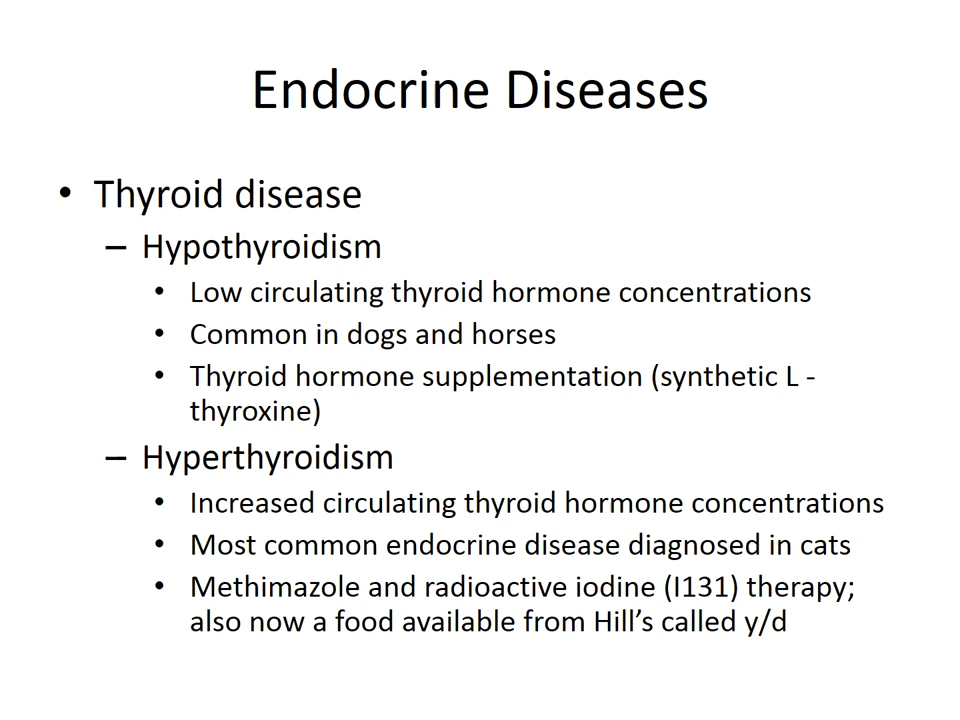 Endocrine Diseases
• Thyroid disease
– Hypothyroidism
• Low circulating thyroid hormone concentrations
• Common in dogs and horses
• Thyroid hormone supplementation (synthetic L -
thyroxine)
– Hyperthyroidism
• Increased circulating thyroid hormone concentrations
• Most common endocrine disease diagnosed in cats
• Methimazole and radioactive iodine (I131) therapy;
also now a food available from Hill’s called y/d